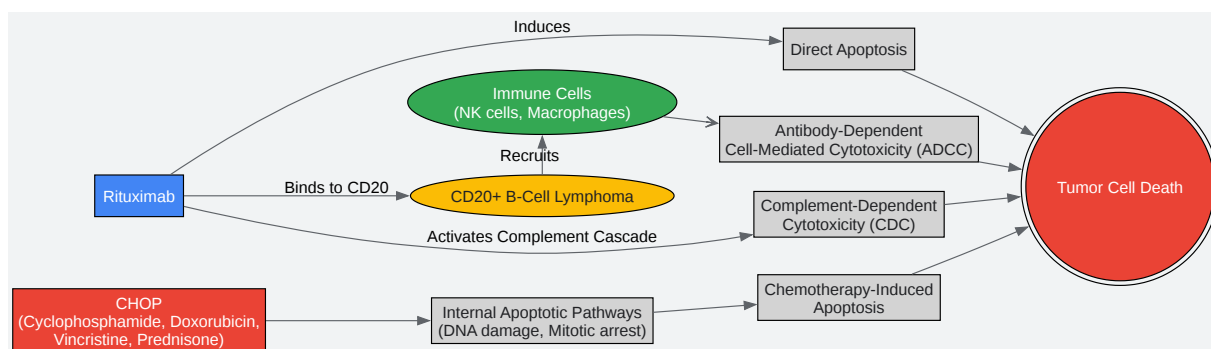 Induces
Direct Apoptosis
Immune Cells
(NK cells, Macrophages)
Antibody-Dependent
Cell-Mediated Cytotoxicity (ADCC)
Recruits
Rituximab
Binds to CD20
CD20+ B-Cell Lymphoma
Tumor Cell Death
Complement-Dependent
Cytotoxicity (CDC)
Activates Complement Cascade
CHOP
(Cyclophosphamide, Doxorubicin,
Vincristine, Prednisone)
Internal Apoptotic Pathways
(DNA damage, Mitotic arrest)
Chemotherapy-Induced
Apoptosis